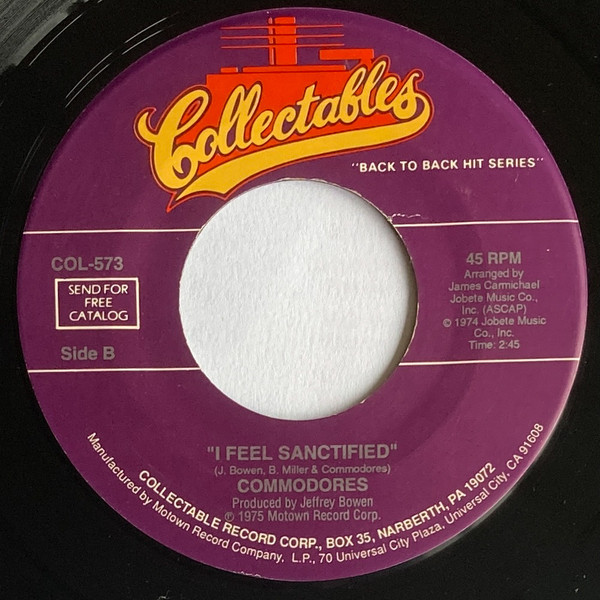 Collectables
"BACK TO BACK HIT SERIES"
COL-573
SEND FOR
FREE
CATALOG
Side B
45 RPM
Arranged by
James Carmichael
Jobete Music Co.,
Inc. (ASCAP)
© 1974 Jobete Music
Co., Inc.
Time: 2:45
"I FEEL SANCTIFIED"
(J. Bowen, B. Miller & Commodores)
COMMODORES
Produced by Jeffrey Bowen
℗ 1975 Motown Record Corp.
COLLECTABLE RECORD CORP., BOX 35, NARBERTH, PA 19072
Manufactured by Motown Record Company, L.P., 70 Universal City Plaza, Universal City, CA 91608